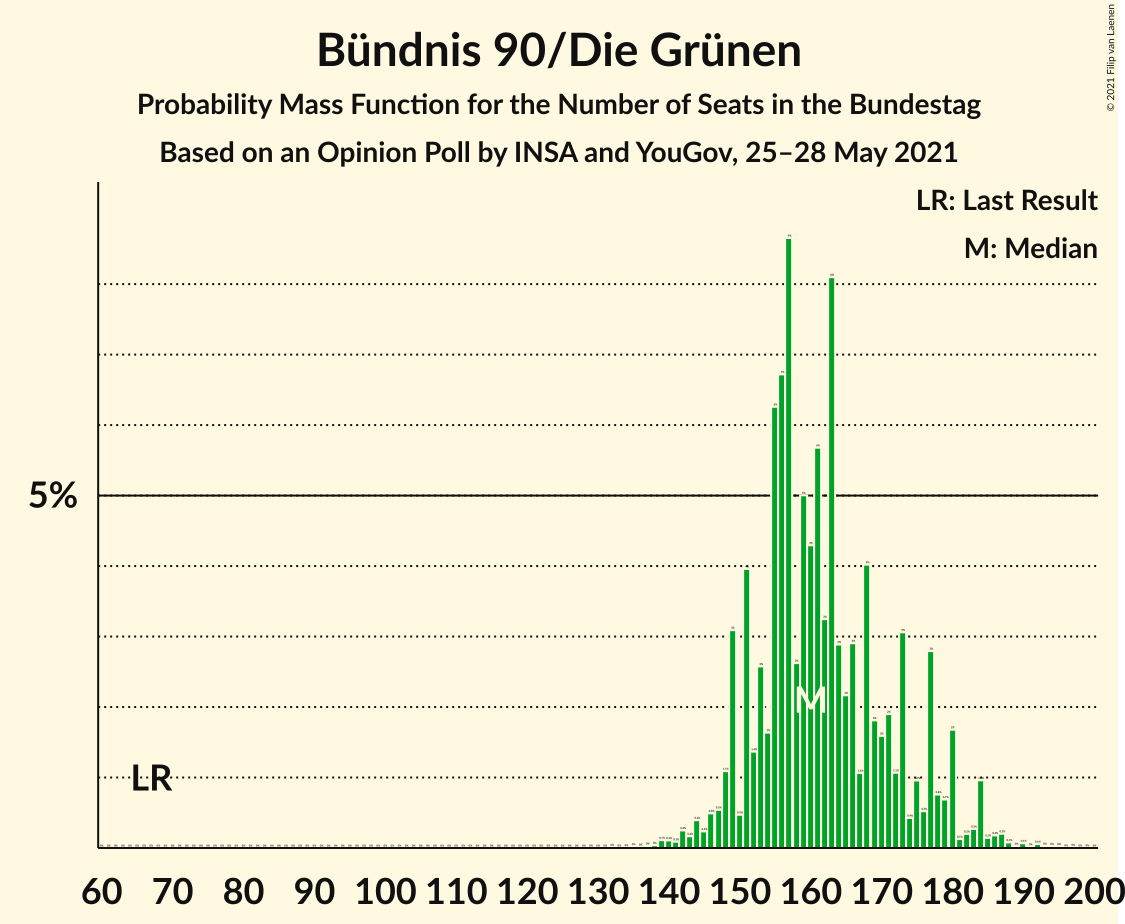 Bündnis 90/Die Grünen
Probability Mass Function for the Number of Seats in the Bundestag
Based on an Opinion Poll by INSA and YouGov, 25–28 May 2021
© 2021 Filip van Laenen
LR: Last Result
M: Median
5%
M
LR
60 70 80 90 100 110 120 130 140 150 160 170 180 190 200